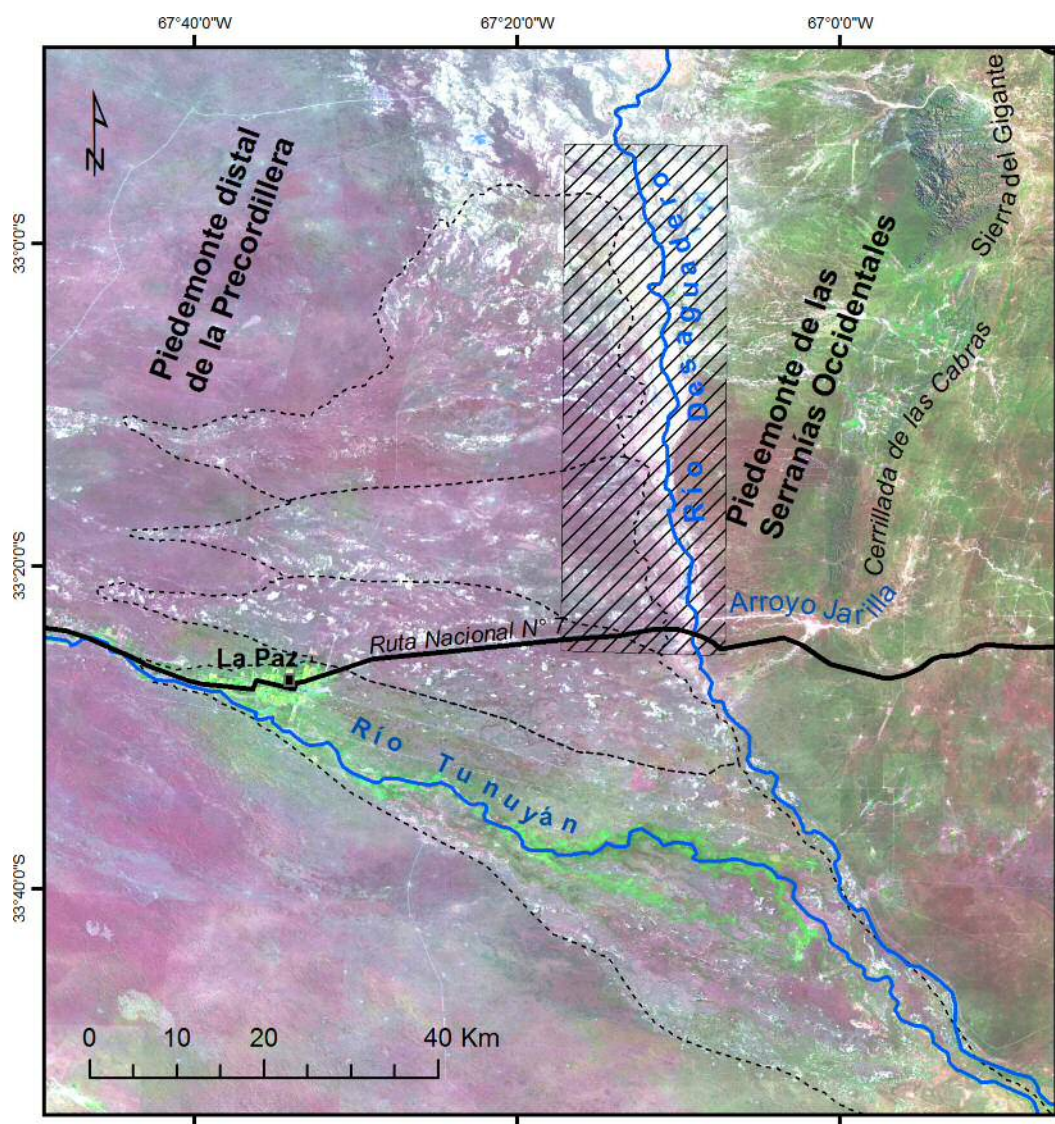 67°40'0"W
67°20'0"W
67°0'0"W
N
33°0'0"S
33°20'0"S
33°40'0"S
Piedemonte distal
de la Precordillera
Río Desaguadero
Piedemonte de las
Serranías Occidentales
Sierra del Gigante
Cerrillada de las Cabras
Arroyo Jarilla
Ruta Nacional N°
La Paz
Río Tunuyán
0 10 20 40 Km